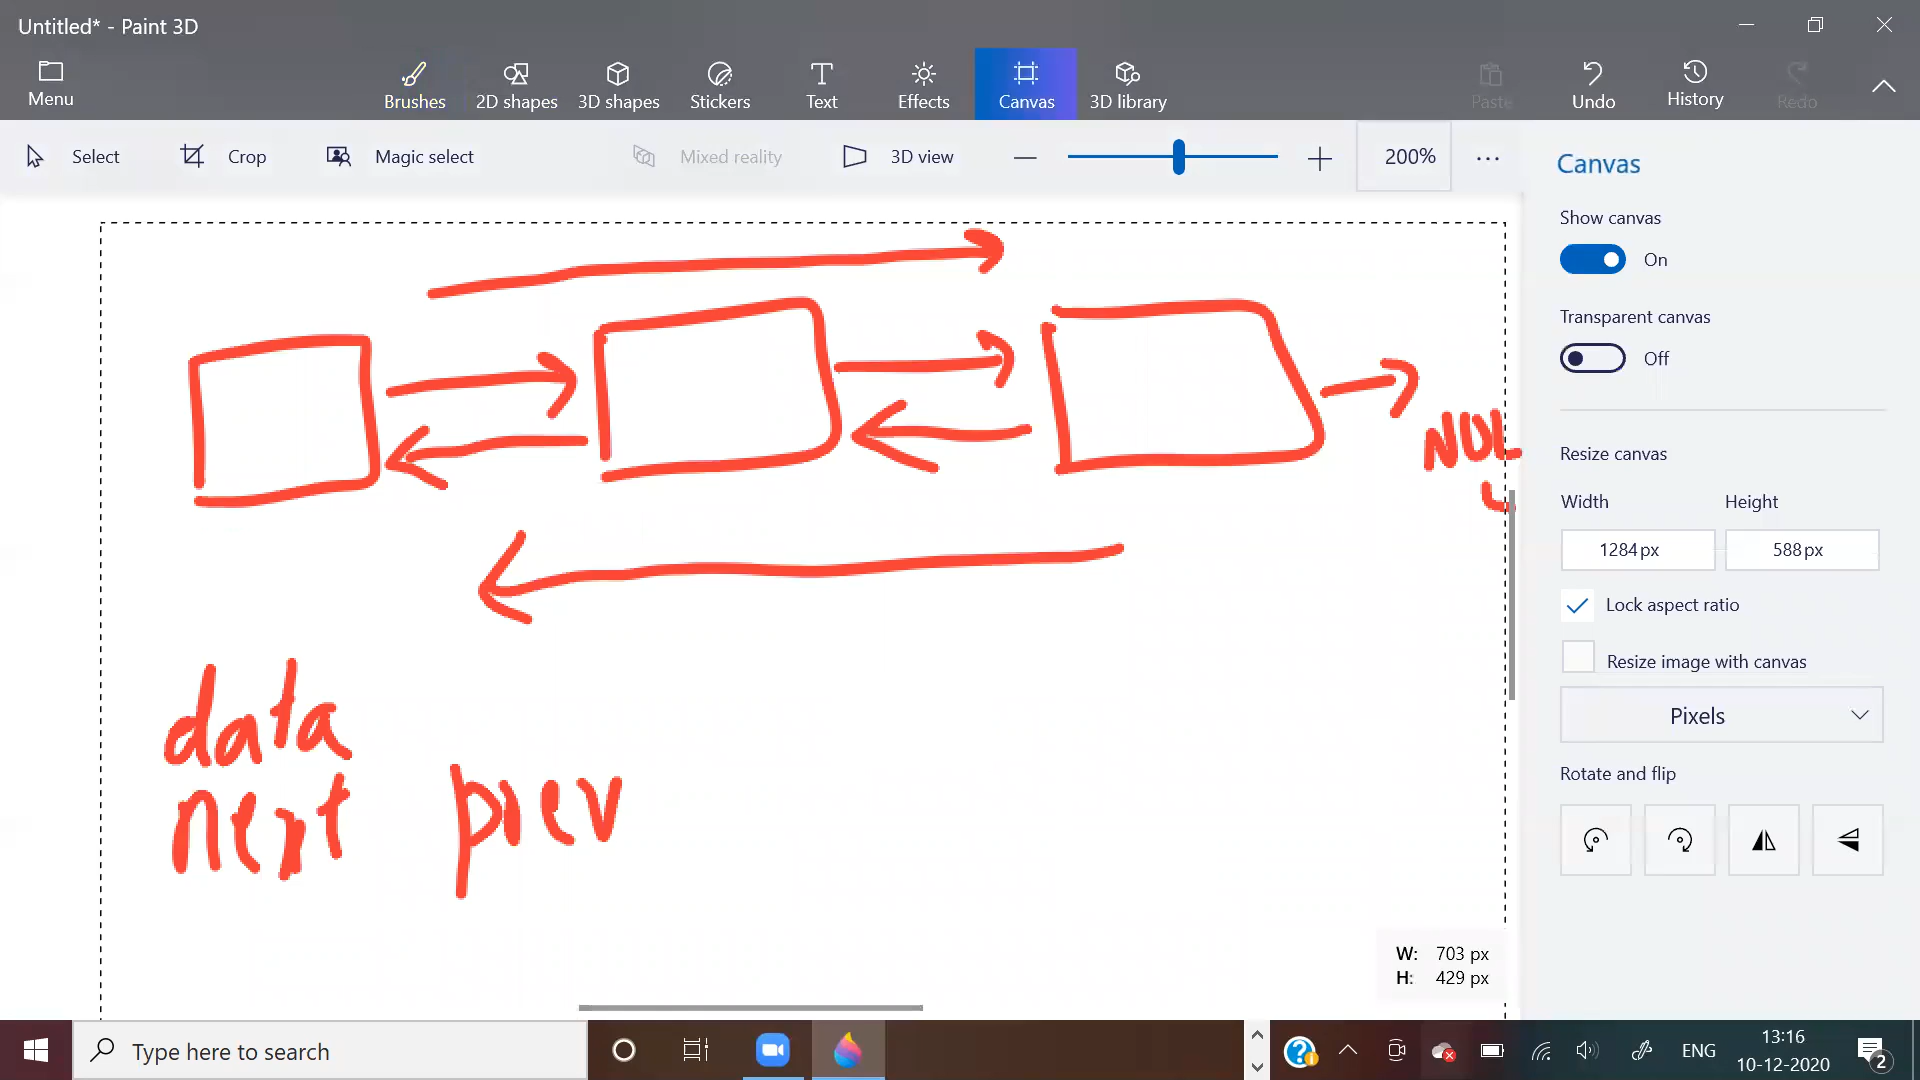 Untitled* - Paint 3D
Menu
Brushes
2D shapes
3D shapes
Stickers
Text
Effects
Canvas
3D library
Paste
Undo
History
Redo
Select
Crop
Magic select
Mixed reality
3D view
200%
Canvas
Show canvas
On
Transparent canvas
Off
Resize canvas
Width
Height
1284 px
588 px
Lock aspect ratio
Resize image with canvas
Pixels
Rotate and flip
NUL
L
data
next prev
W: 703 px
H: 429 px
Type here to search
ENG
13:16
10-12-2020
2